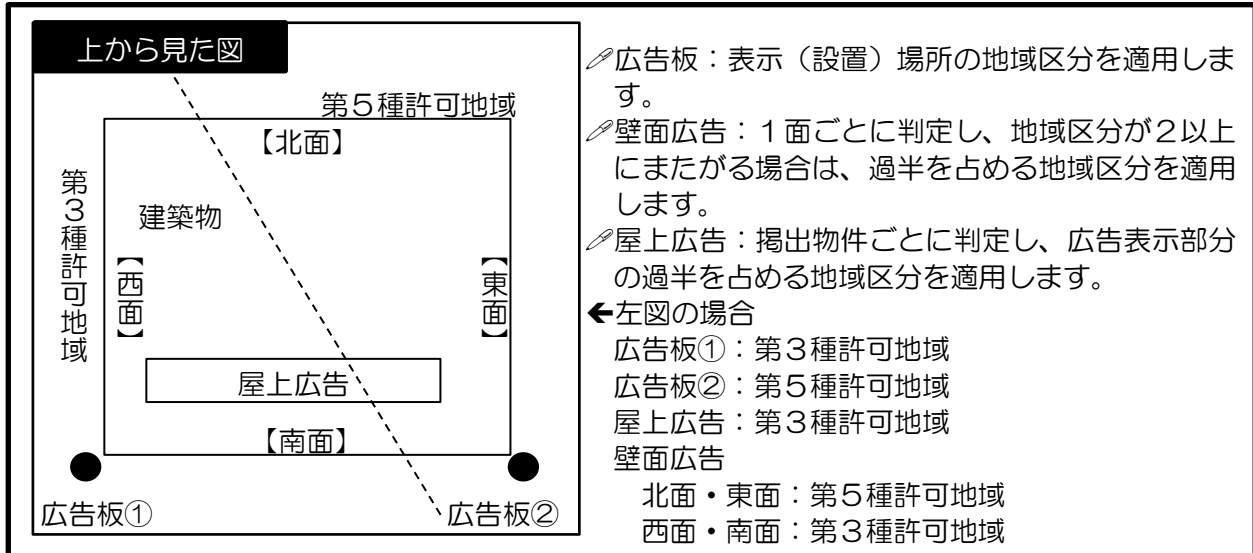 上から見た図
第５種許可地域
【北面】
第３種許可地域
建築物
【西面】
【東面】
屋上広告
【南面】
広告板①
広告板②
広告板：表示（設置）場所の地域区分を適用しま
す。
壁面広告：１面ごとに判定し、地域区分が２以上
にまたがる場合は、過半を占める地域区分を適用
します。
屋上広告：掲出物件ごとに判定し、広告表示部分
の過半を占める地域区分を適用します。
←左図の場合
広告板①：第３種許可地域
広告板②：第５種許可地域
屋上広告：第３種許可地域
壁面広告
北面・東面：第５種許可地域
西面・南面：第３種許可地域